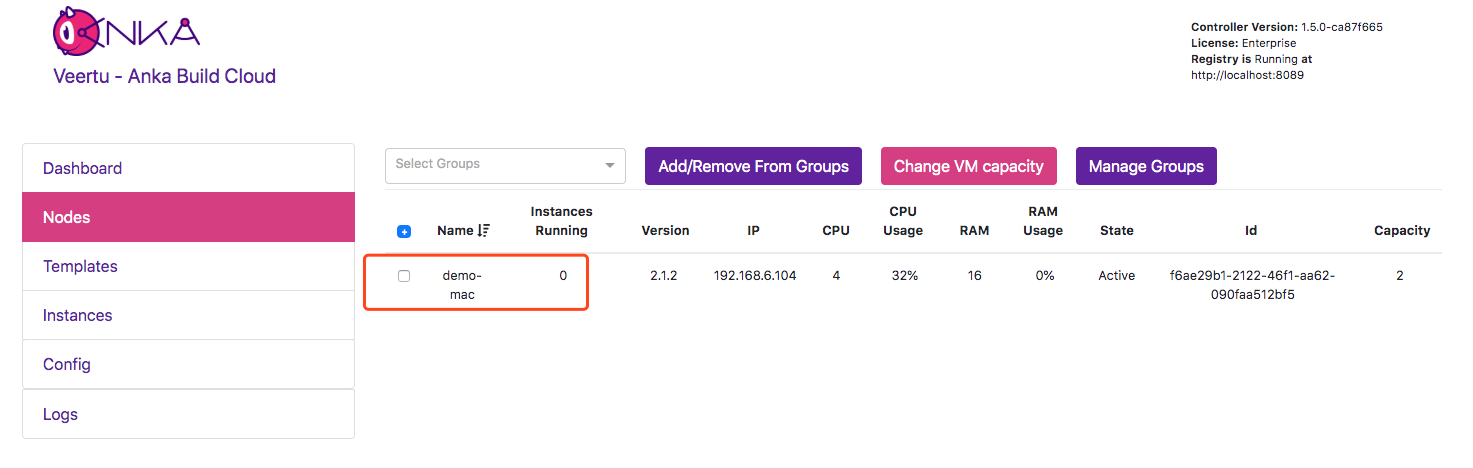 ANKA
Veertu - Anka Build Cloud
Controller Version: 1.5.0-ca87f665
License: Enterprise
Registry is Running at
http://localhost:8089
Dashboard
Nodes
Templates
Instances
Config
Logs
Select Groups
Add/Remove From Groups
Change VM capacity
Manage Groups
Name
Instances
Running
Version
IP
CPU
CPU
Usage
RAM
RAM
Usage
State
Id
Capacity
demo-
mac
0
2.1.2
192.168.6.104
4
32%
16
0%
Active
f6ae29b1-2122-46f1-aa62-
090faa512bf5
2